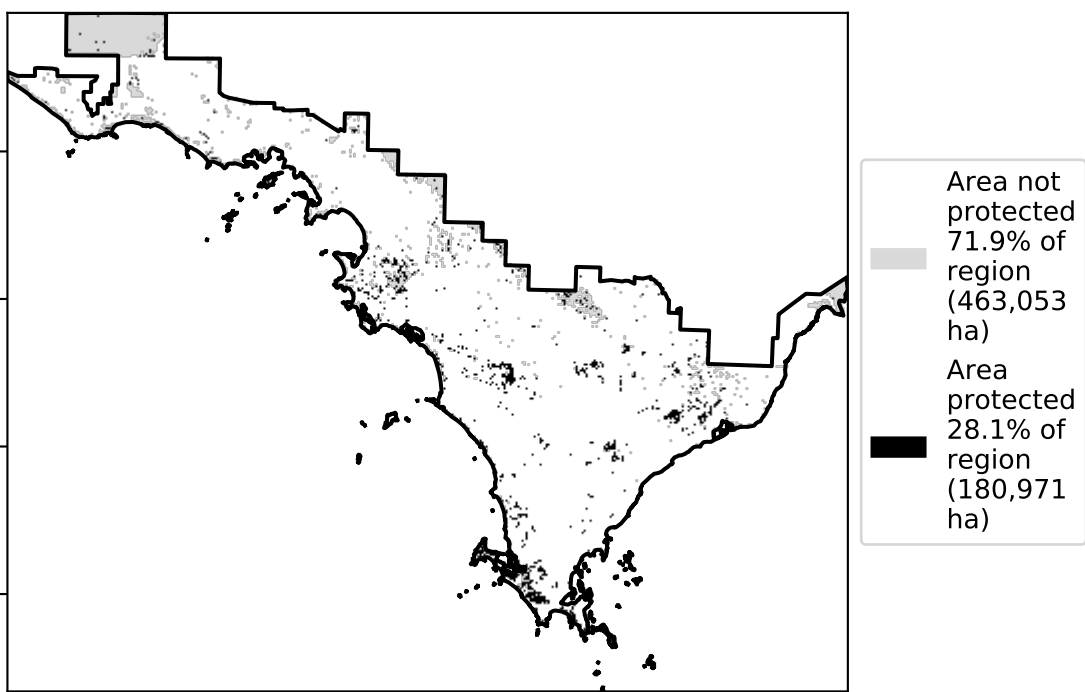 Area not
protected
71.9% of
region
(463,053
ha)
Area
protected
28.1% of
region
(180,971
ha)